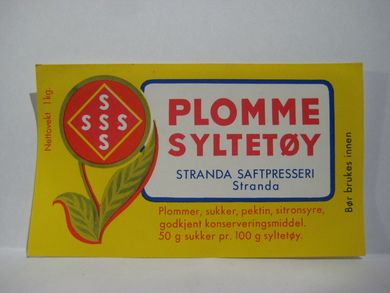 Nettovekt 1 kg.
S
SSS
S
PLOMME
SYLTETØY
STRANDA SAFTPRESSERI
Stranda
Plommer, sukker, pektin, sitronsyre,
godkjent konserveringsmiddel.
50 g sukker pr. 100 g syltetøy.
Bør brukes innen